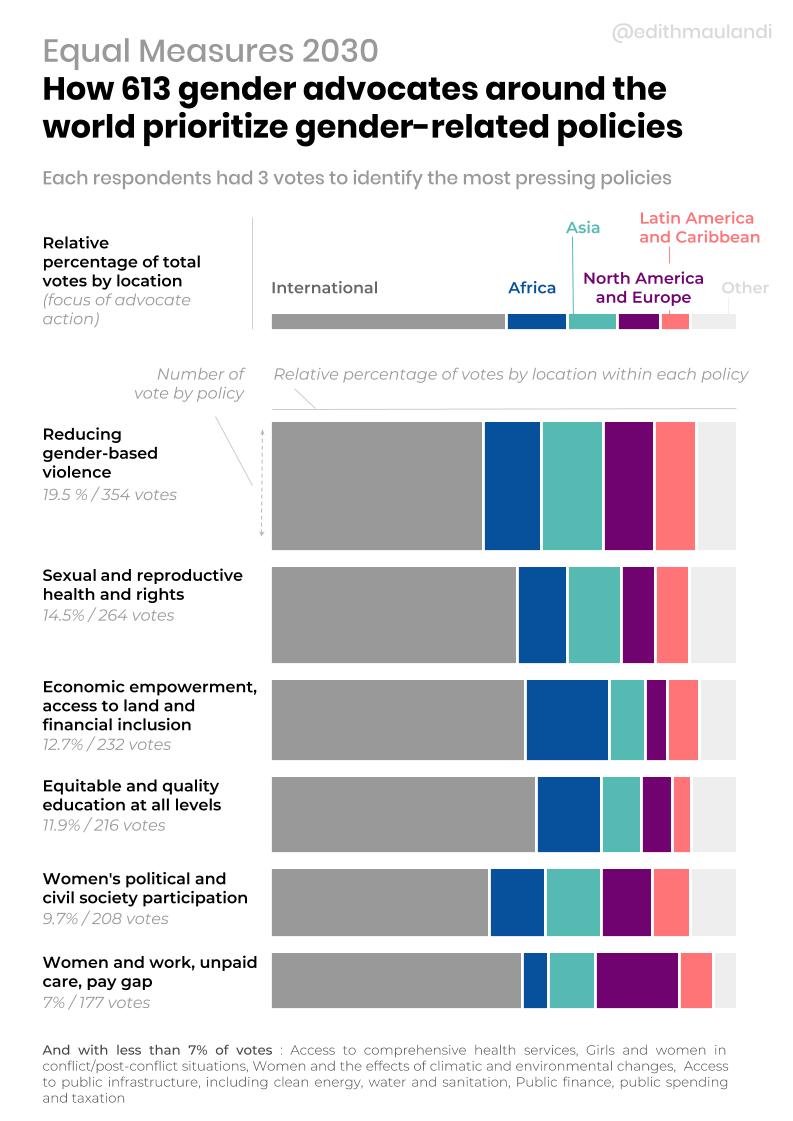 @edithmaulandi
Equal Measures 2030
How 613 gender advocates around the
world prioritize gender-related policies
Each respondents had 3 votes to identify the most pressing policies
Relative
percentage of total
votes by location
(focus of advocate
action)
International
Africa
Asia
North America
and Europe
Latin America
and Caribbean
Other
Number of
vote by policy
Relative percentage of votes by location within each policy
Reducing
gender-based
violence
19.5 % / 354 votes
Sexual and reproductive
health and rights
14.5% / 264 votes
Economic empowerment,
access to land and
financial inclusion
12.7% / 232 votes
Equitable and quality
education at all levels
11.9% / 216 votes
Women's political and
civil society participation
9.7% / 208 votes
Women and work, unpaid
care, pay gap
7% / 177 votes
And with less than 7% of votes : Access to comprehensive health services, Girls and women in
conflict/post-conflict situations, Women and the effects of climatic and environmental changes, Access
to public infrastructure, including clean energy, water and sanitation, Public finance, public spending
and taxation